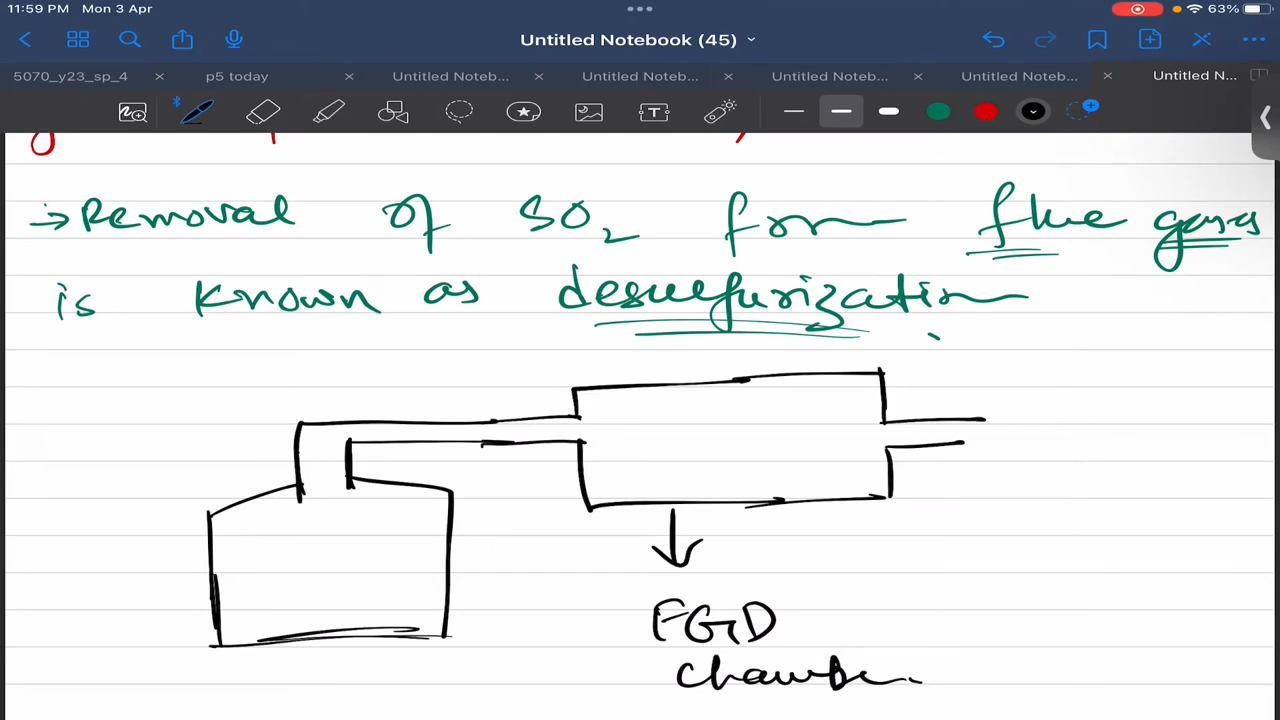 11:59 PM Mon 3 Apr
63%
Untitled Notebook (45)
5070_y23_sp_4
p5 today
Untitled Noteb...
Untitled Noteb...
Untitled Noteb...
Untitled Noteb...
Untitled N...
→ Removal of SO₂ from flue gases
is known as desulfurization
FGD
chamber